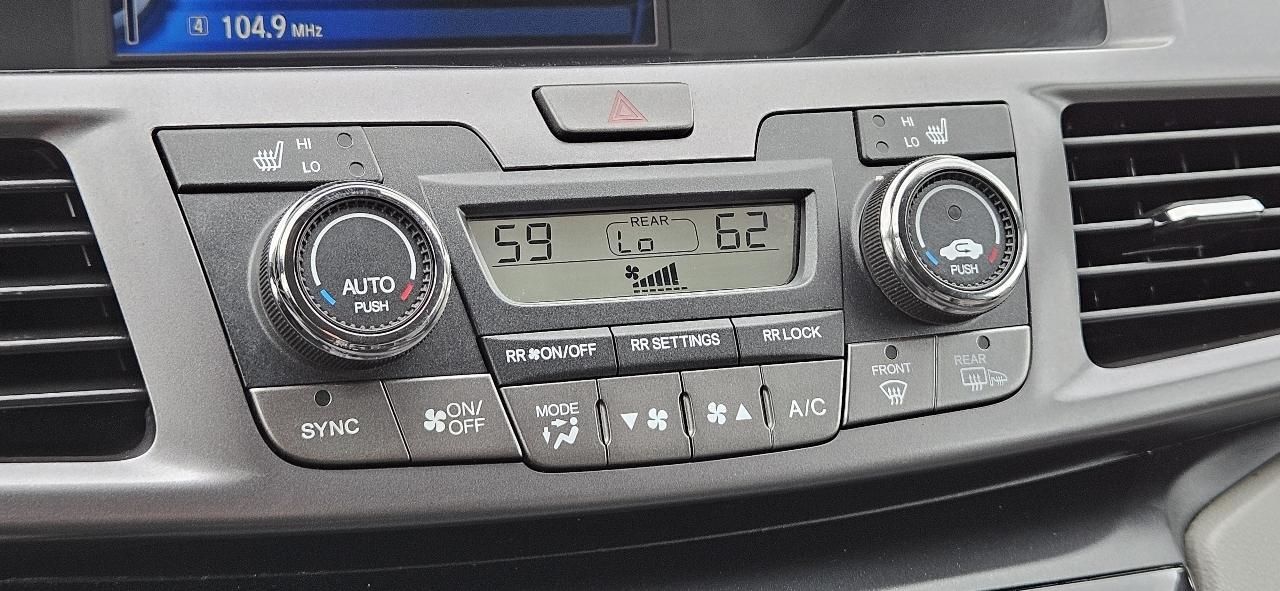 4 104.9 MHz
HI
LO
HI
LO
59
REAR
Lo
62
AUTO
PUSH
PUSH
RR ON/OFF
RR SETTINGS
RR LOCK
FRONT
REAR
SYNC
ON/
OFF
MODE
A/C